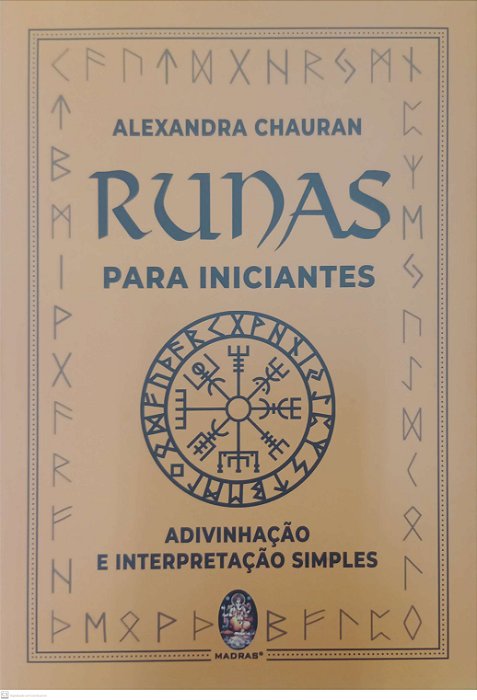 ALEXANDRA CHAURAN
RUNAS
PARA INICIANTES
ADIVINHAÇÃO
E INTERPRETAÇÃO SIMPLES
MADRAS®